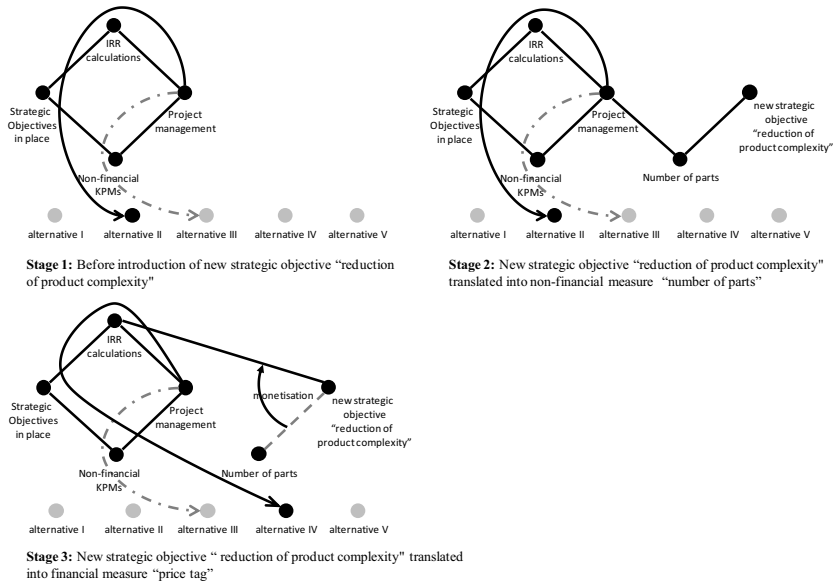 IRR
calculations
Strategic
Objectives
in place
Project
management
Non-financial
KPMs
alternative I
alternative II
alternative III
alternative IV
alternative V
Stage 1: Before introduction of new strategic objective “reduction
of product complexity"
IRR
calculations
Strategic
Objectives
in place
Project
management
new strategic
objective
“reduction of
product complexity”
Non-financial
KPMs
Number of parts
alternative I
alternative II
alternative III
alternative IV
alternative V
Stage 2: New strategic objective “reduction of product complexity"
translated into non-financial measure “number of parts”
IRR
calculations
monetisation
Strategic
Objectives
in place
Project
management
new strategic
objective
“reduction of
product complexity”
Non-financial
KPMs
Number of parts
alternative I
alternative II
alternative III
alternative IV
alternative V
Stage 3: New strategic objective “ reduction of product complexity" translated
into financial measure “price tag”